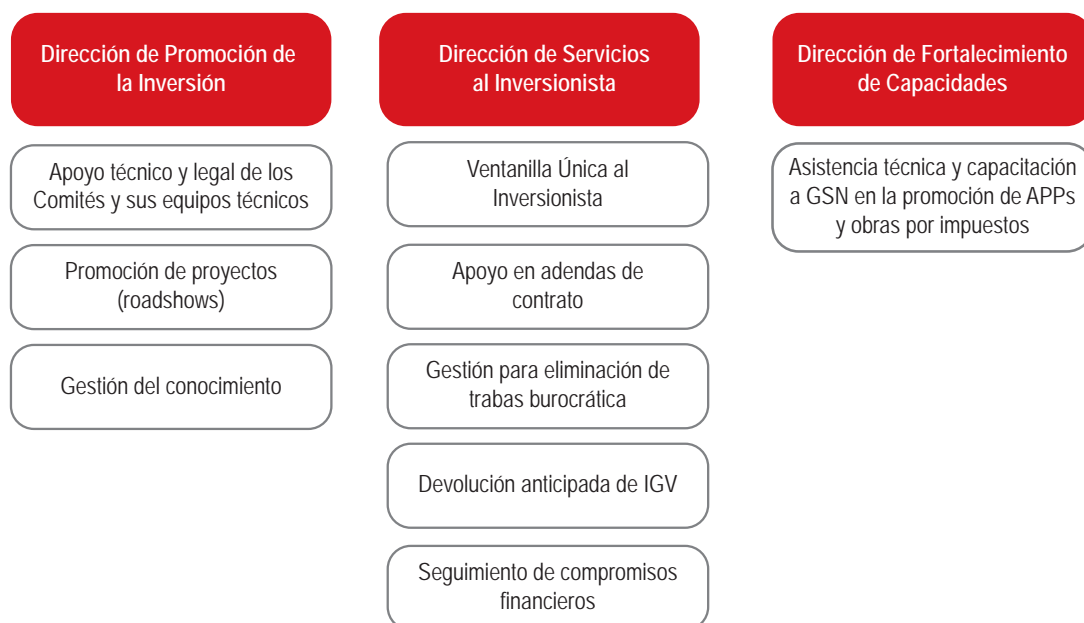 Dirección de Promoción de
la Inversión
Apoyo técnico y legal de los
Comités y sus equipos técnicos
Promoción de proyectos
(roadshows)
Gestión del conocimiento
Dirección de Servicios
al Inversionista
Ventanilla Única al
Inversionista
Apoyo en adendas de
contrato
Gestión para eliminación de
trabas burocrática
Devolución anticipada de IGV
Seguimiento de compromisos
financieros
Dirección de Fortalecimiento
de Capacidades
Asistencia técnica y capacitación
a GSN en la promoción de APPs
y obras por impuestos